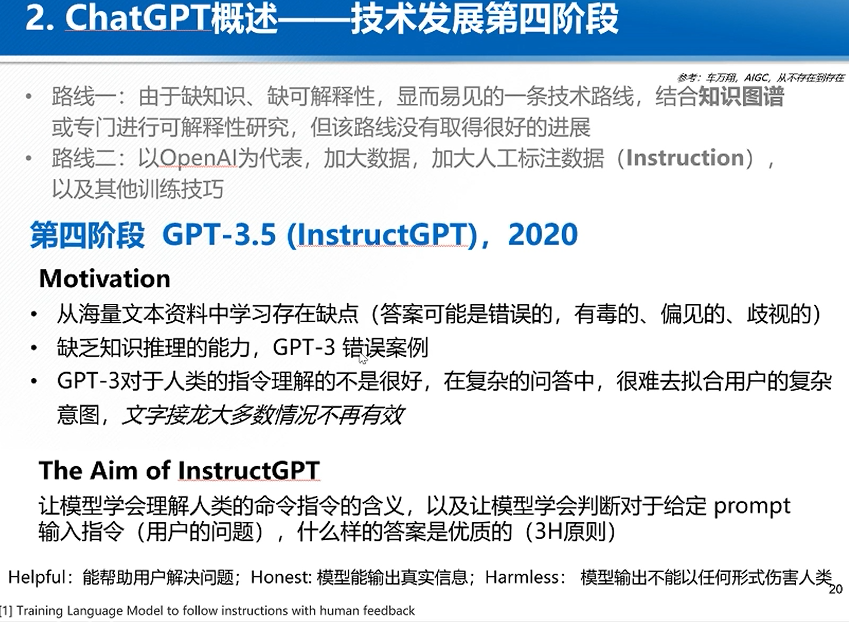 2. ChatGPT概述——技术发展第四阶段
参考：车万翔，AIGC，从不存在到存在
• 路线一：由于缺知识、缺可解释性，显而易见的一条技术路线，结合知识图谱
或专门进行可解释性研究，但该路线没有取得很好的进展
• 路线二：以OpenAI为代表，加大数据，加大人工标注数据（Instruction），
以及其他训练技巧
第四阶段 GPT-3.5 (InstructGPT)，2020
Motivation
• 从海量文本资料中学习存在缺点（答案可能是错误的，有毒的、偏见的、歧视的）
• 缺乏知识推理的能力，GPT-3 错误案例
• GPT-3对于人类的指令理解的不是很好，在复杂的问答中，很难去拟合用户的复杂
意图，文字接龙大多数情况不再有效
The Aim of InstructGPT
让模型学会理解人类的命令指令的含义，以及让模型学会判断对于给定 prompt
输入指令（用户的问题），什么样的答案是优质的（3H原则）
Helpful：能帮助用户解决问题；Honest: 模型能输出真实信息；Harmless： 模型输出不能以任何形式伤害人类
20
[1] Training Language Model to follow instructions with human feedback